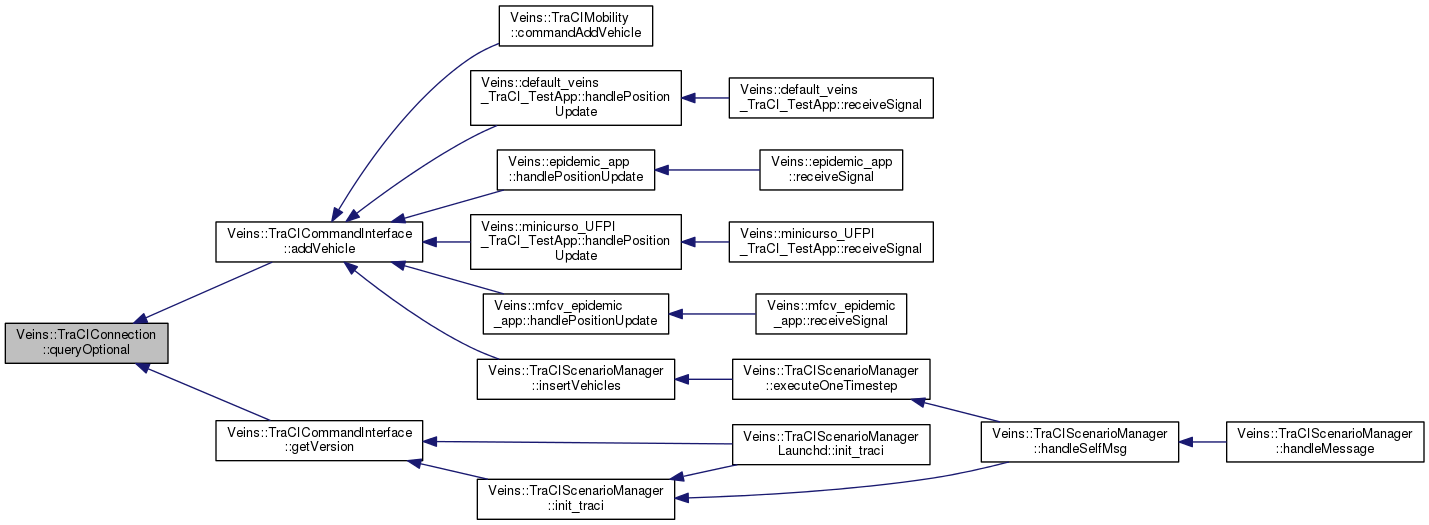 Veins::TraCIMobility
::commandAddVehicle
Veins::default_veins
_TraCI_TestApp::handlePosition
Update
Veins::default_veins
_TraCI_TestApp::receiveSignal
Veins::epidemic_app
::handlePositionUpdate
Veins::epidemic_app
::receiveSignal
Veins::TraCICommandInterface
::addVehicle
Veins::minicurso_UFPI
_TraCI_TestApp::handlePosition
Update
Veins::minicurso_UFPI
_TraCI_TestApp::receiveSignal
Veins::mfcv_epidemic
_app::handlePositionUpdate
Veins::mfcv_epidemic
_app::receiveSignal
Veins::TraCIConnection
::queryOptional
Veins::TraCIScenarioManager
::insertVehicles
Veins::TraCIScenarioManager
::executeOneTimestep
Veins::TraCICommandInterface
::getVersion
Veins::TraCIScenarioManager
Launchd::init_traci
Veins::TraCIScenarioManager
::handleSelfMsg
Veins::TraCIScenarioManager
::handleMessage
Veins::TraCIScenarioManager
::init_traci